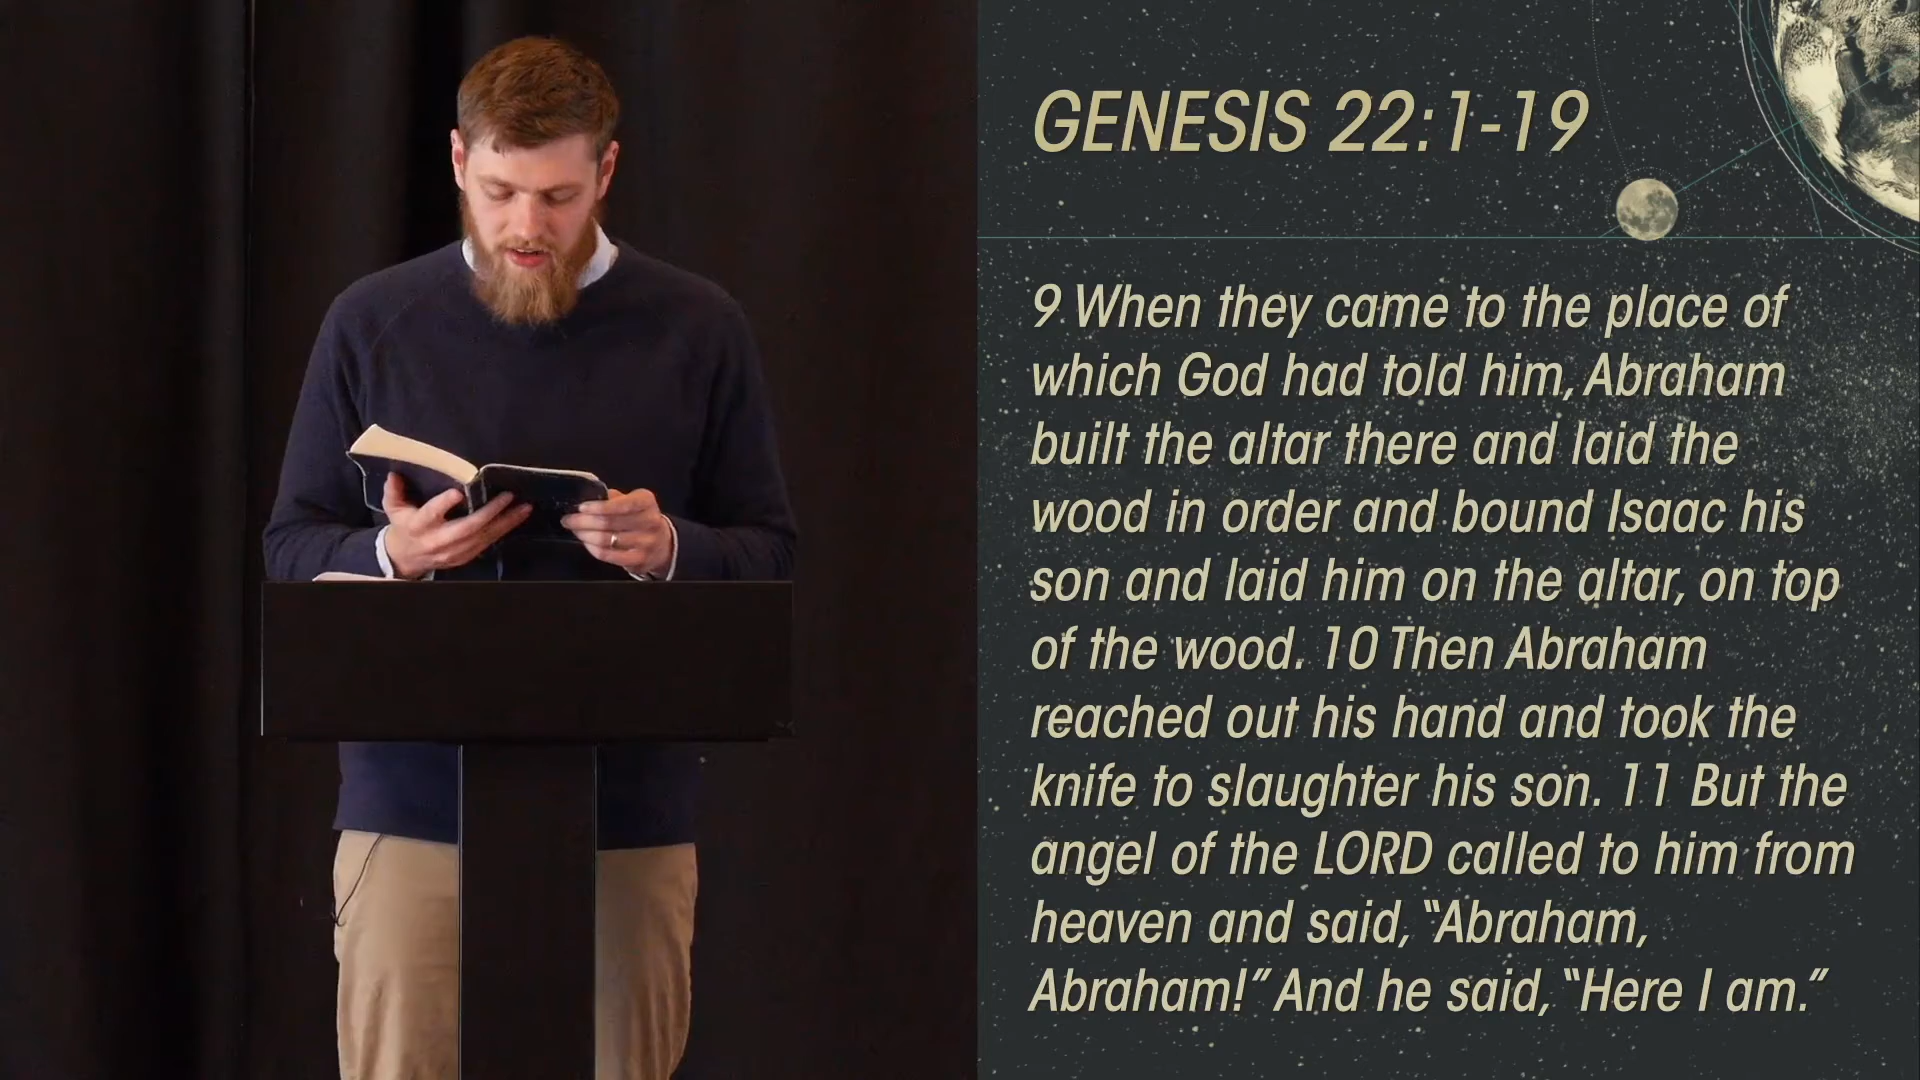 GENESIS 22:1-19
9 When they came to the place of
which God had told him, Abraham
built the altar there and laid the
wood in order and bound Isaac his
son and laid him on the altar, on top
of the wood. 10 Then Abraham
reached out his hand and took the
knife to slaughter his son. 11 But the
angel of the LORD called to him from
heaven and said, “Abraham,
Abraham!” And he said, “Here I am.”